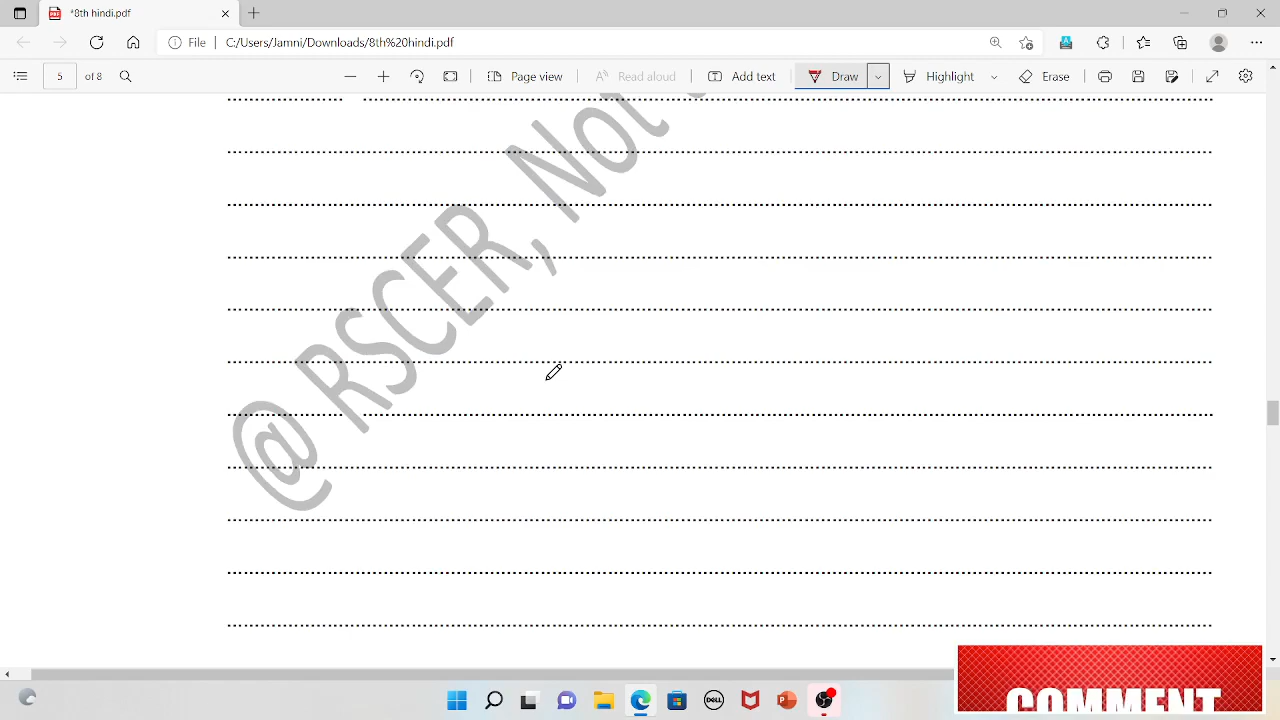 *8th hindi.pdf
File C:/Users/Jamni/Downloads/8th%20hindi.pdf
5 of 8 Page view Read aloud Add text Draw Highlight Erase
@ RSCER, Not
DELL
COMMENT